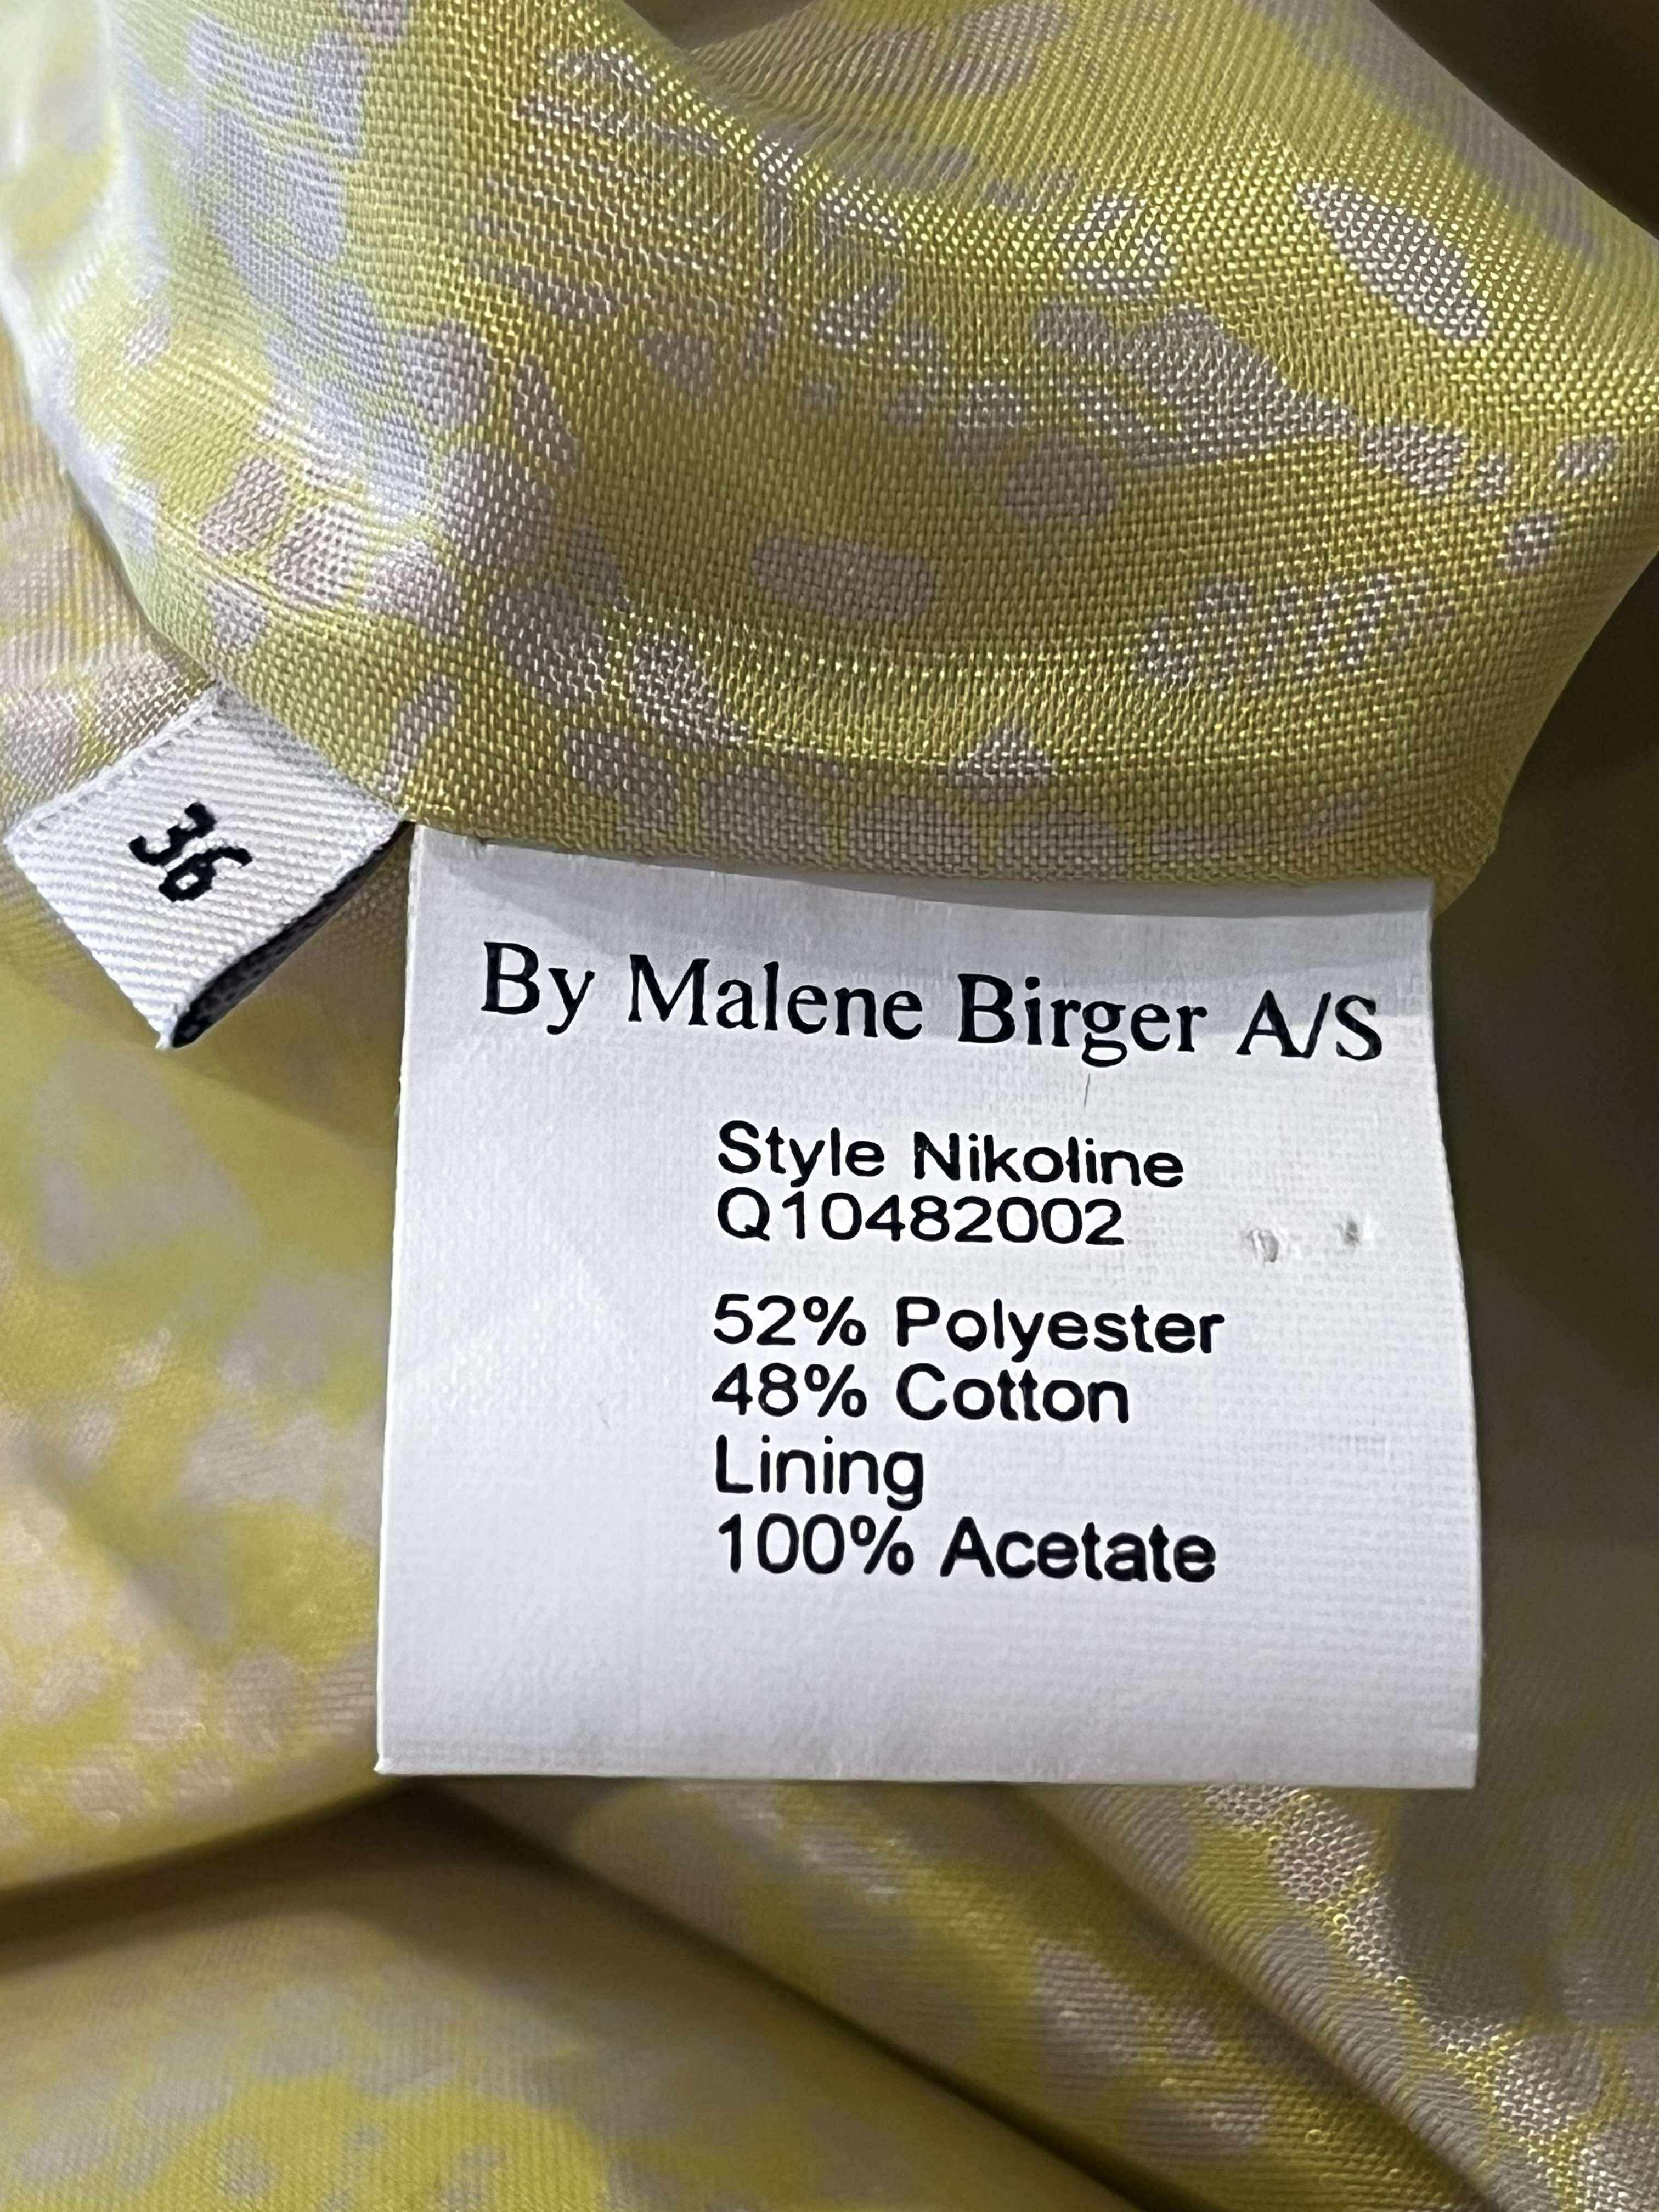 36
By Malene Birger A/S
Style Nikoline
Q10482002
52% Polyester
48% Cotton
Lining
100% Acetate